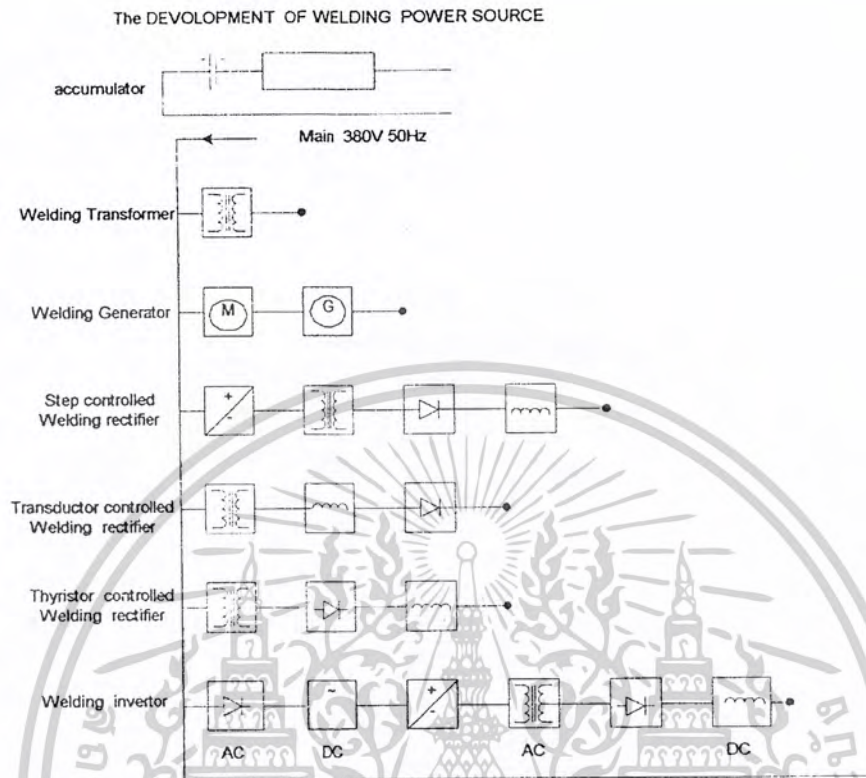 The DEVOLOPMENT OF WELDING POWER SOURCE
accumulator
Main 380V 50Hz
Welding Transformer
Welding Generator
M
G
Step controlled
Welding rectifier
+
-
Transductor controlled
Welding rectifier
Thyristor controlled
Welding rectifier
Welding invertor
~
+
-
AC
DC
AC
DC